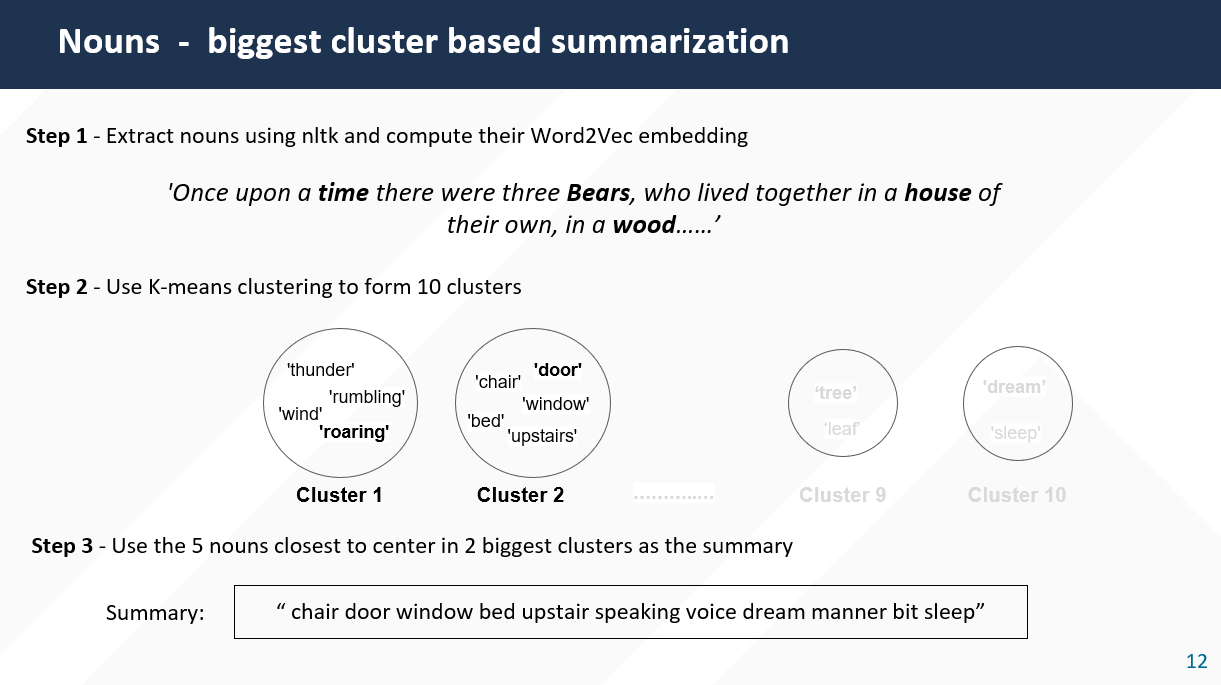 Nouns - biggest cluster based summarization
Step 1 - Extract nouns using nltk and compute their Word2Vec embedding
'Once upon a time there were three Bears, who lived together in a house of
their own, in a wood......’
Step 2 - Use K-means clustering to form 10 clusters
'thunder'
'rumbling'
'wind'
'roaring'
Cluster 1
'door'
'chair'
'window'
'bed'
'upstairs'
Cluster 2
..............
‘tree’
‘leaf’
Cluster 9
'dream’
'sleep'
Cluster 10
Step 3 - Use the 5 nouns closest to center in 2 biggest clusters as the summary
Summary:
“ chair door window bed upstair speaking voice dream manner bit sleep”
12